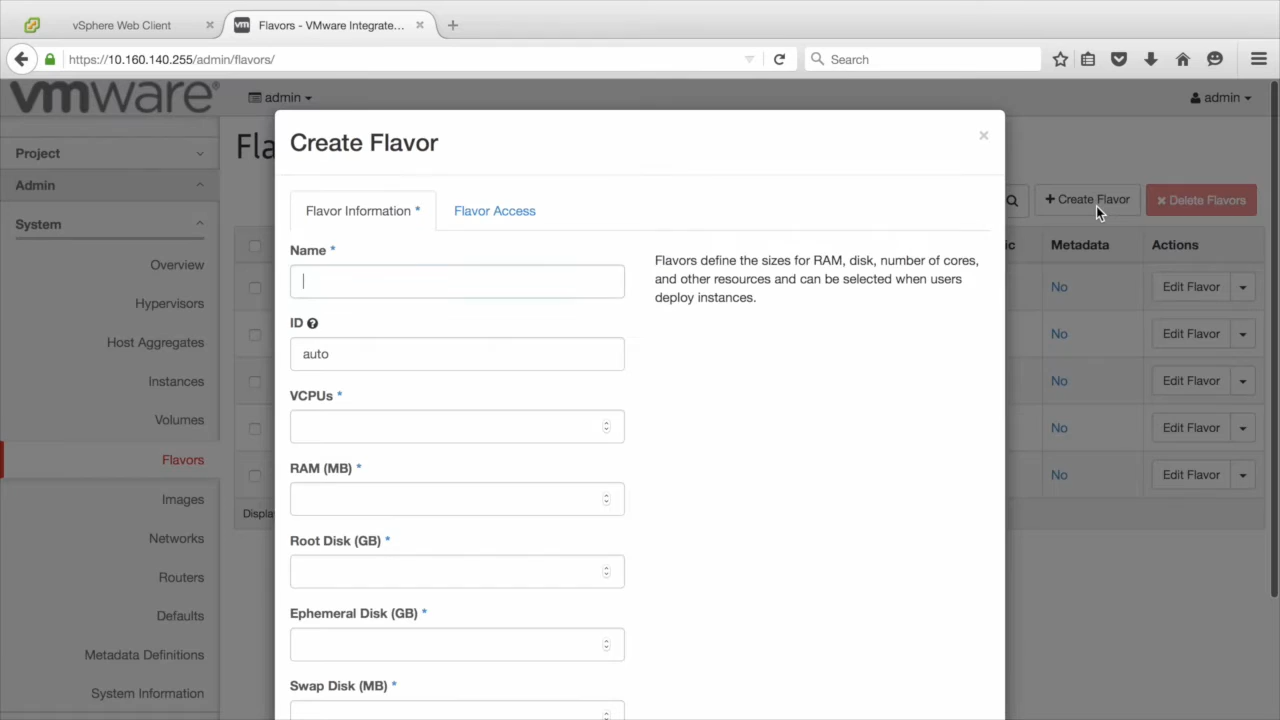 vSphere Web Client
Flavors - VMware Integrate...
https://10.160.140.255/admin/flavors/
Search
vmware
admin
admin
Project
Admin
System
Overview
Hypervisors
Host Aggregates
Instances
Volumes
Flavors
Images
Networks
Routers
Defaults
Metadata Definitions
System Information
Create Flavor
Flavor Information *
Flavor Access
Name *
ID
auto
VCPUs *
RAM (MB) *
Root Disk (GB) *
Ephemeral Disk (GB) *
Swap Disk (MB) *
Flavors define the sizes for RAM, disk, number of cores,
and other resources and can be selected when users
deploy instances.
Create Flavor
Delete Flavors
Metadata
Actions
No
Edit Flavor
No
Edit Flavor
No
Edit Flavor
No
Edit Flavor
No
Edit Flavor